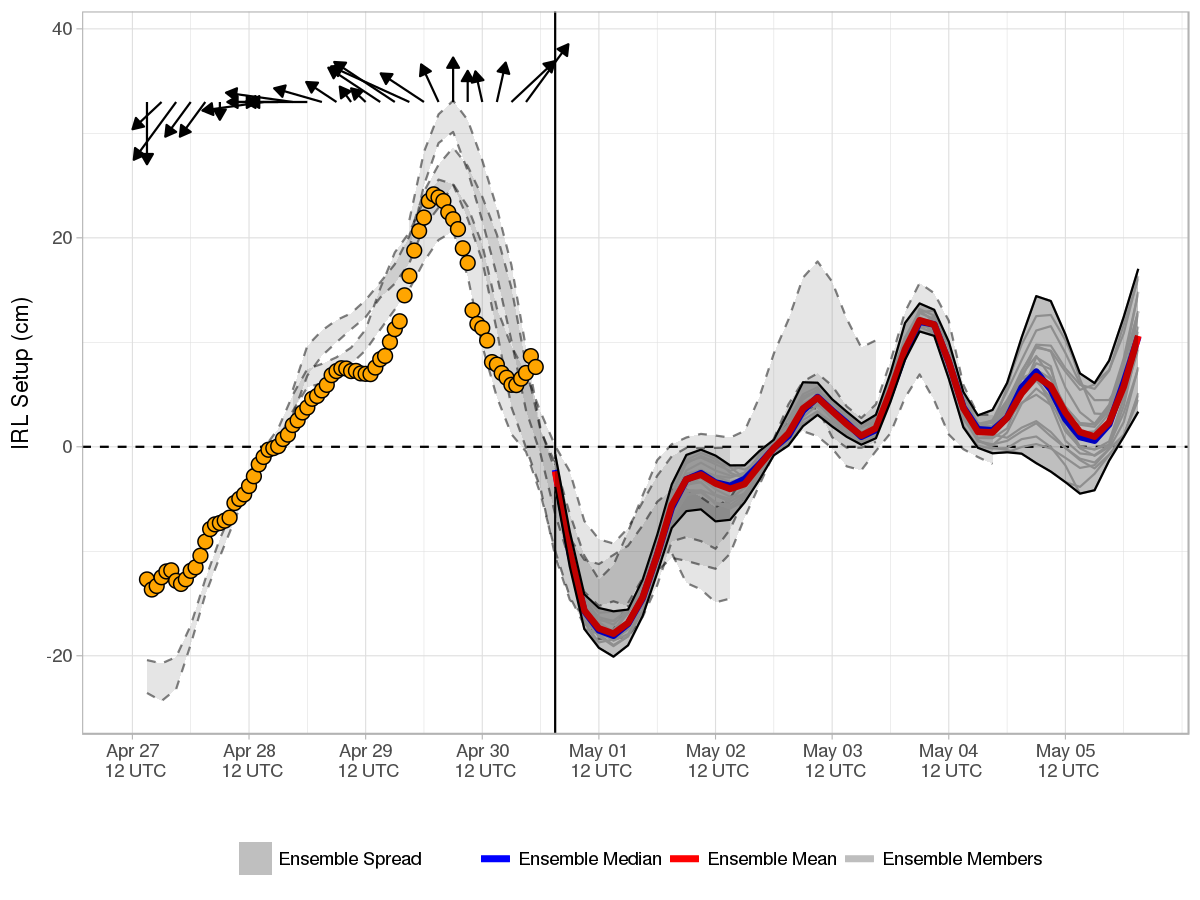 IRL Setup (cm)
40
20
0
-20
Apr 27 Apr 28 Apr 29 Apr 30 May 01 May 02 May 03 May 04 May 05
12 UTC 12 UTC 12 UTC 12 UTC 12 UTC 12 UTC 12 UTC 12 UTC 12 UTC
Ensemble Spread Ensemble Median Ensemble Mean Ensemble Members